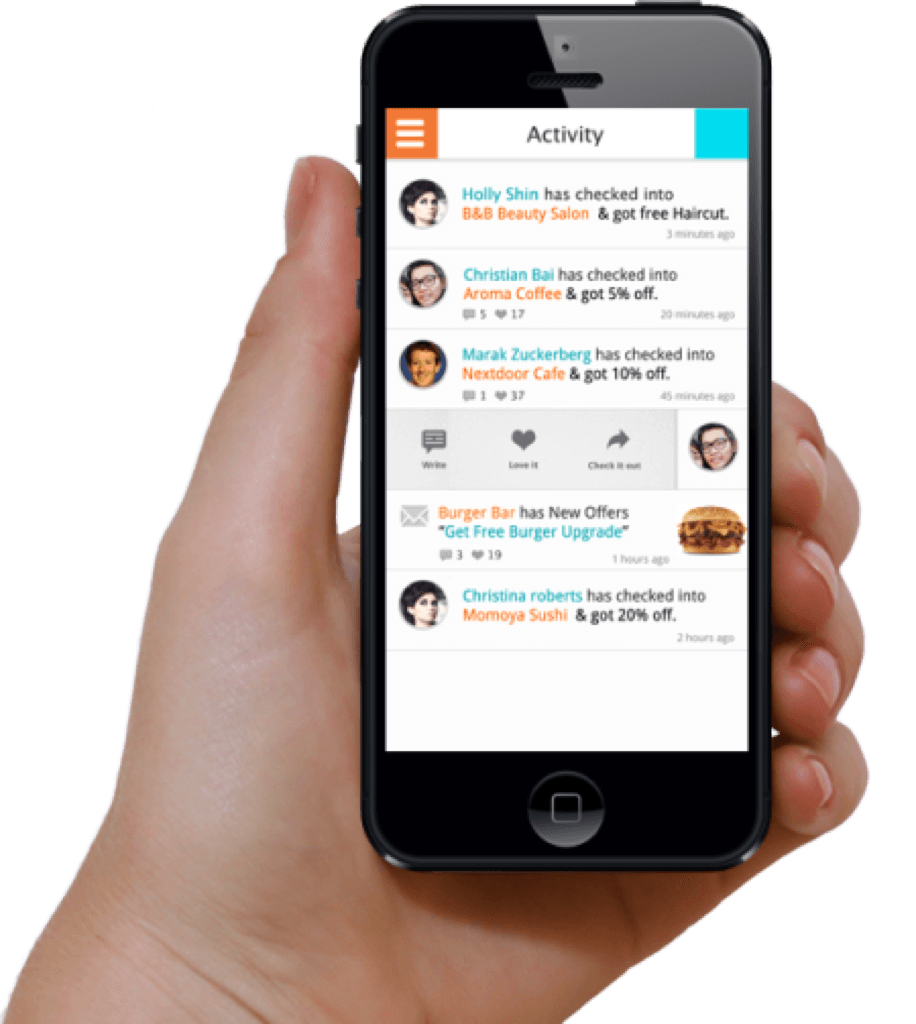 Activity
Holly Shin has checked into
B&B Beauty Salon & got free Haircut.
3 minutes ago
Christian Bai has checked into
Aroma Coffee & got 5% off.
5 17
20 minutes ago
Marak Zuckerberg has checked into
Nextdoor Cafe & got 10% off.
1 37
45 minutes ago
Write Love it Check it out
Burger Bar has New Offers
“Get Free Burger Upgrade”
3 19
1 hours ago
Christina roberts has checked into
Momoya Sushi & got 20% off.
2 hours ago